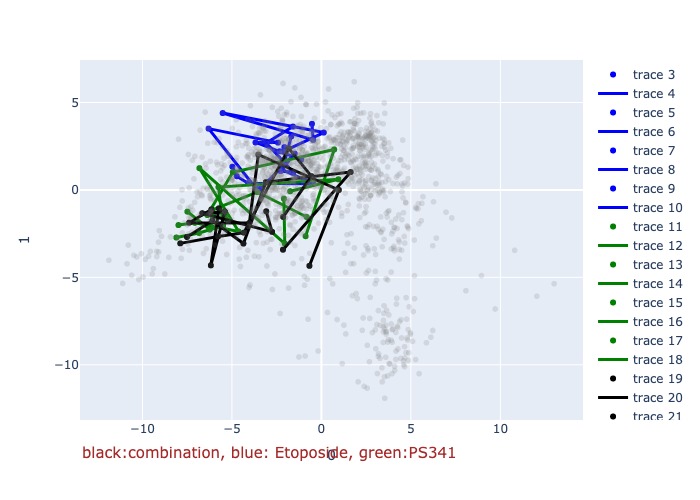 5
0
−5
−10
1
−10
−5
0
5
10
0
black:combination, blue: Etoposide, green:PS341
trace 3
trace 4
trace 5
trace 6
trace 7
trace 8
trace 9
trace 10
trace 11
trace 12
trace 13
trace 14
trace 15
trace 16
trace 17
trace 18
trace 19
trace 20
trace 21